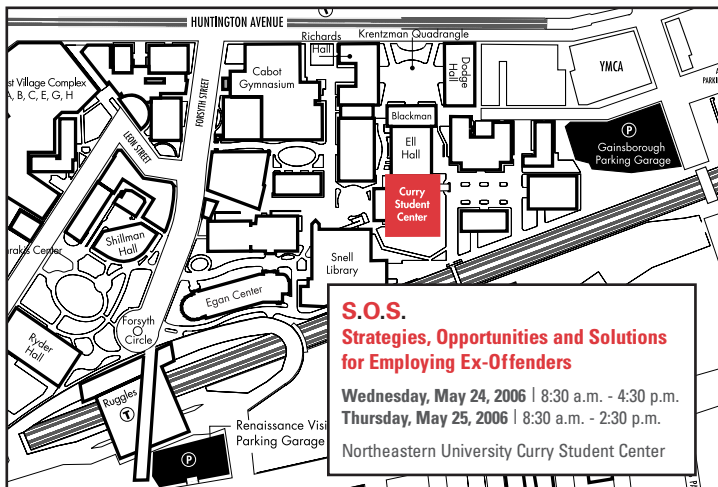 HUNTINGTON AVENUE
Richards
Hall
Krentzman Quadrangle
Cabot
Gymnasium
Dodge
Hall
YMCA
Village Complex
A, B, C, E, G, H
FORSYTH STREET
LEON STREET
Blackman
Ell
Hall
P
Gainsborough
Parking Garage
Curry
Student
Center
Shillman
Hall
Center
Snell
Library
Egan Center
Forsyth
Circle
Ryder
Hall
Ruggles
T
Renaissance
Parking Garage
P
S.O.S.
Strategies, Opportunities and Solutions
for Employing Ex-Offenders
Wednesday, May 24, 2006 | 8:30 a.m. - 4:30 p.m.
Thursday, May 25, 2006 | 8:30 a.m. - 2:30 p.m.
Northeastern University Curry Student Center